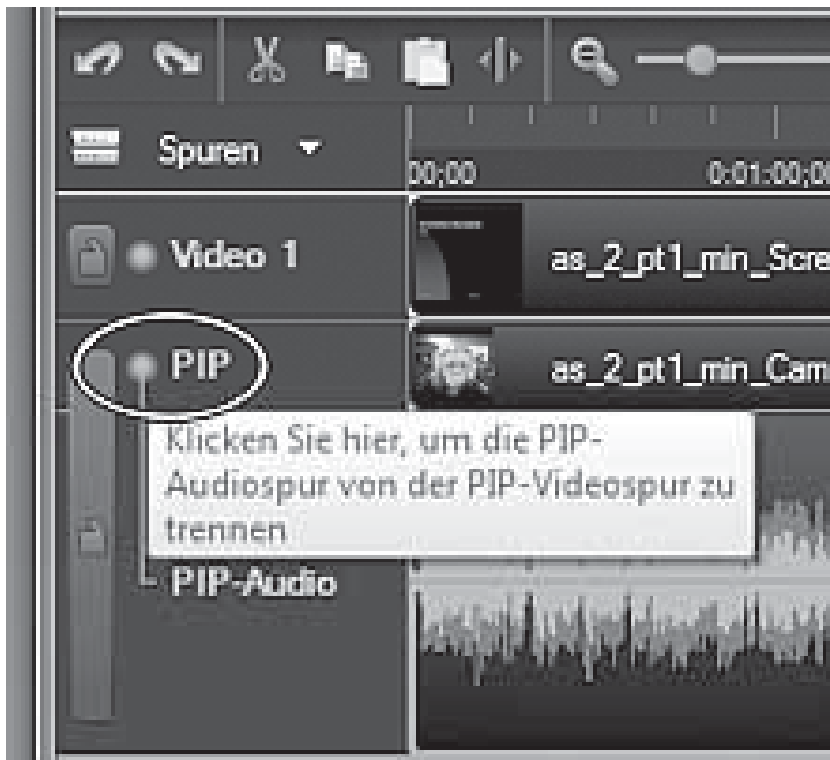 Spuren
00;00 0:01:00;0
Video 1 as_2_pt1_min_Scre
PIP as_2_pt1_min_Cam
Klicken Sie hier, um die PIP-
Audiospur von der PIP-Videospur zu
trennen
PIP-Audio